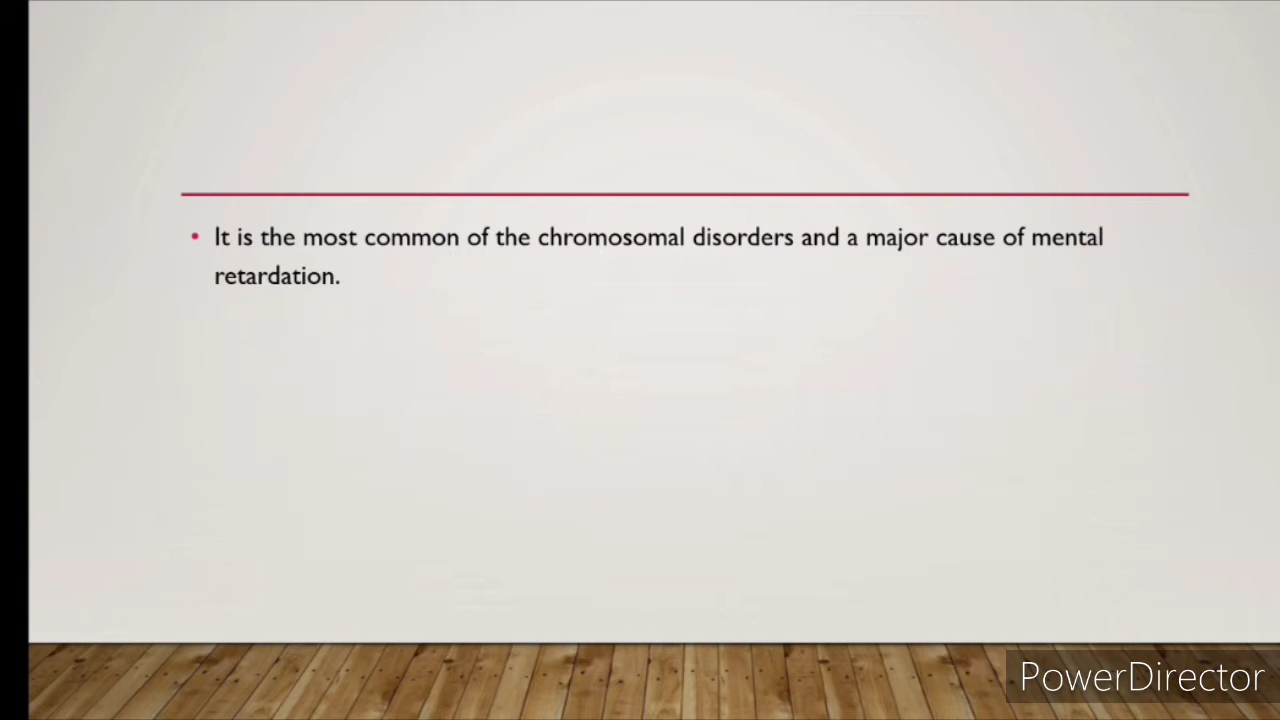 • It is the most common of the chromosomal disorders and a major cause of mental
retardation.
PowerDirector